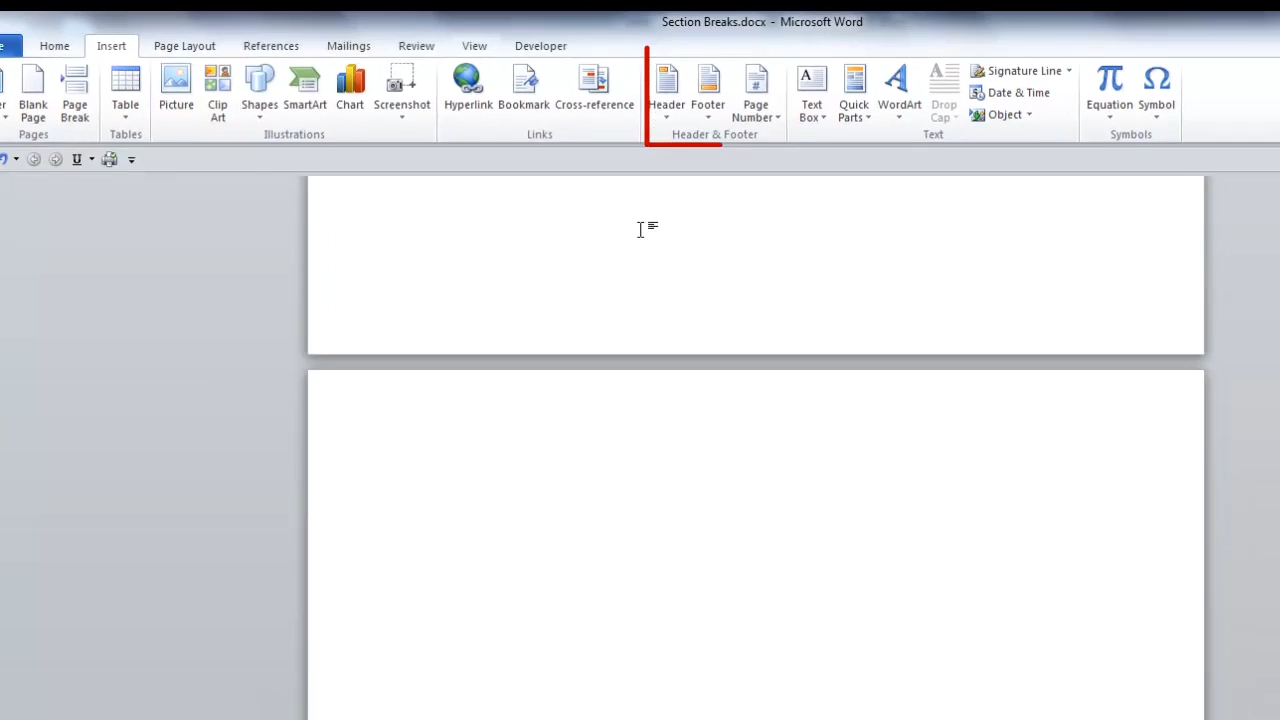 Section Breaks.docx - Microsoft Word
Home Insert Page Layout References Mailings Review View Developer
Blank Page
Page Break
Table
Picture
Clip Art
Shapes
SmartArt
Chart
Screenshot
Hyperlink
Bookmark
Cross-reference
Header
Footer
Page Number
Text Box
Quick Parts
WordArt
Drop Cap
Signature Line
Date & Time
Object
Equation
Symbol
Pages Tables Illustrations Links Header & Footer Text Symbols